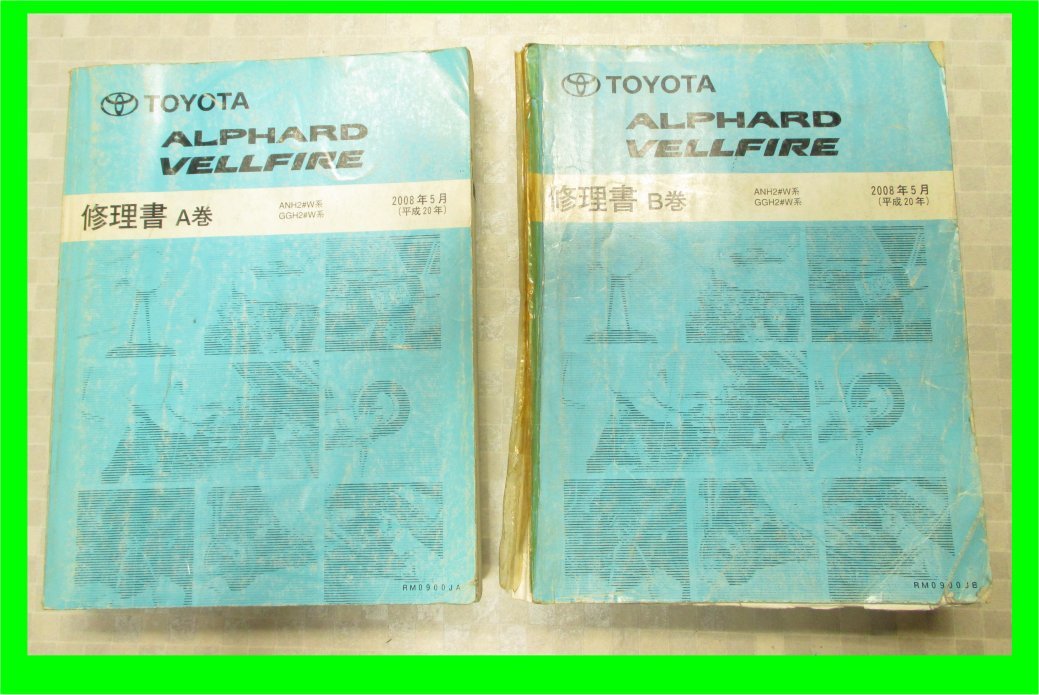 TOYOTA
ALPHARD
VELLFIRE
修理書 A巻
ANH2#W系
GGH2#W系
2008年5月
(平成20年)
RM0900JA
TOYOTA
ALPHARD
VELLFIRE
修理書 B巻
ANH2#W系
GGH2#W系
2008年5月
(平成20年)
RM0900JB